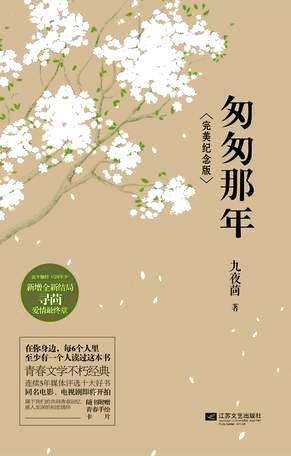 匆匆那年
〈完美纪念版〉
九夜茴 著
新增全新结局
寻茴
爱情最终章
在你身边，每6个人里
至少有一个人读过这本书
青春文学不朽经典
连续5年媒体评选十大好书
同名电影、电视剧即将开拍
随书附赠
青春手绘
卡片
江苏文艺出版社